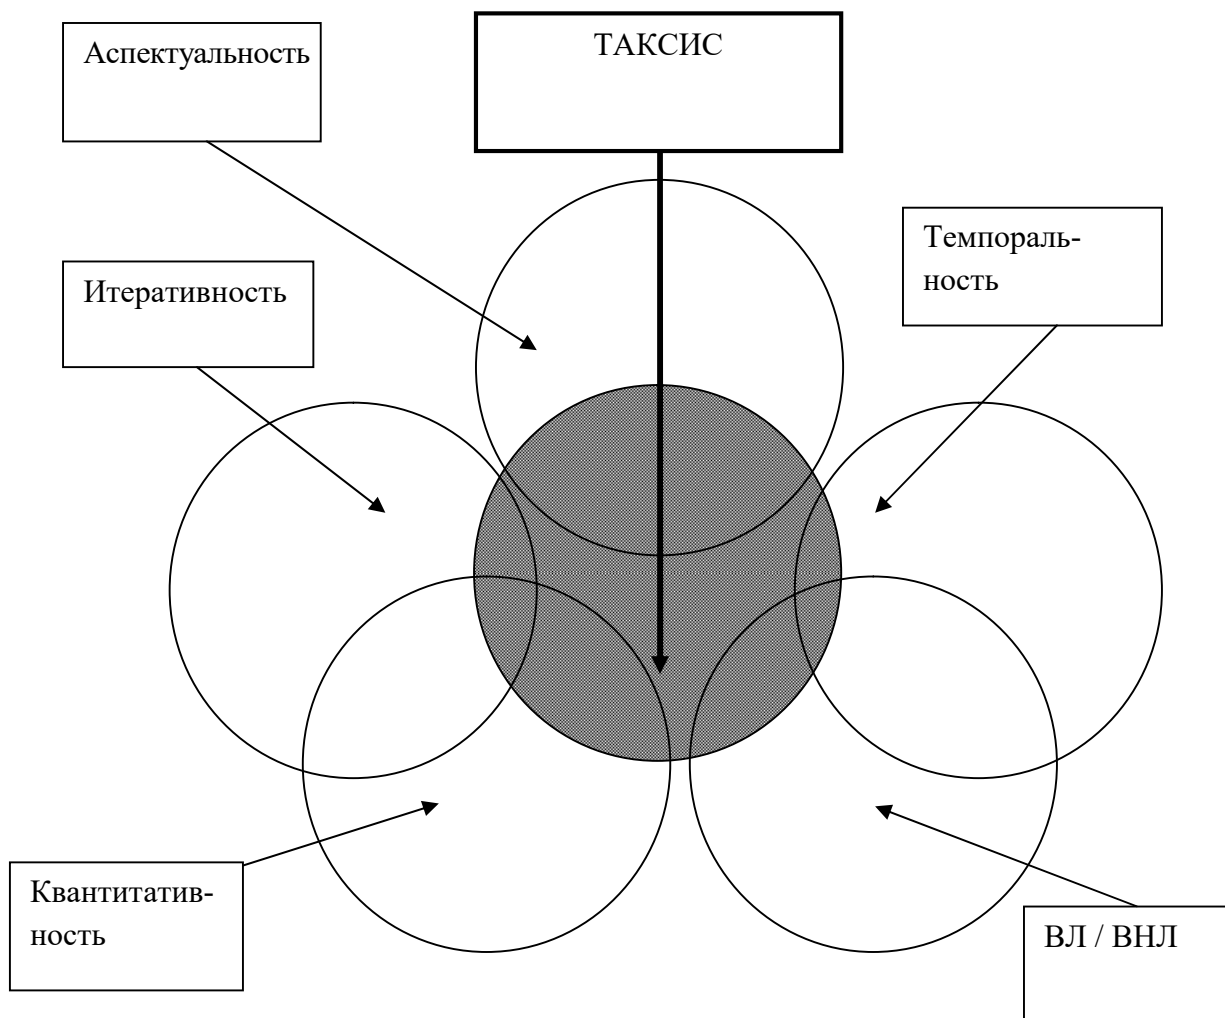 Аспектуальность
ТАКСИС
Темпораль-
ность
Итеративность
Квантитатив-
ность
ВЛ / ВНЛ